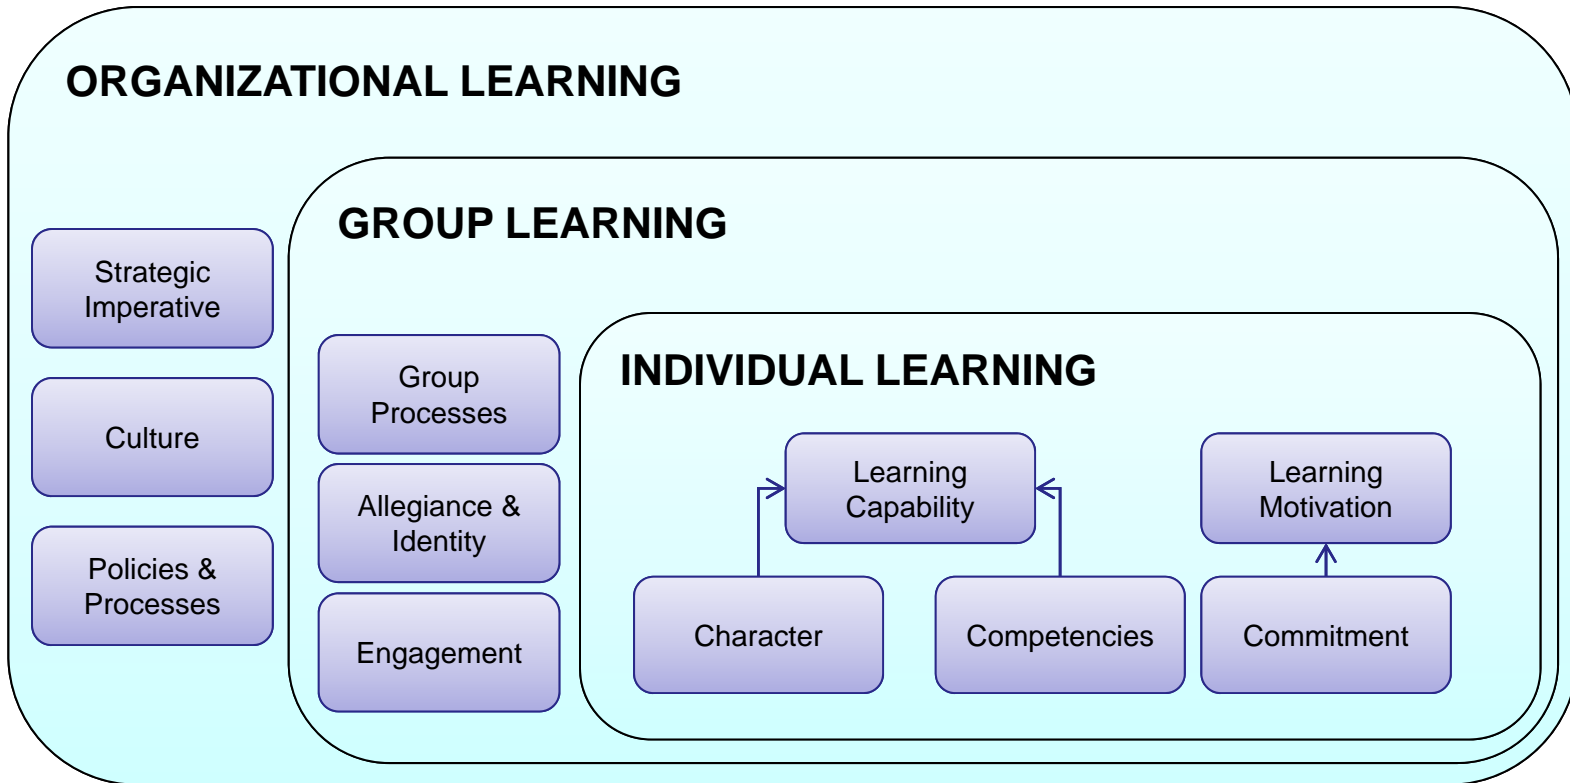 ORGANIZATIONAL LEARNING
GROUP LEARNING
INDIVIDUAL LEARNING
Strategic
Imperative
Culture
Policies &
Processes
Group
Processes
Allegiance &
Identity
Engagement
Learning
Capability
Learning
Motivation
Character
Competencies
Commitment